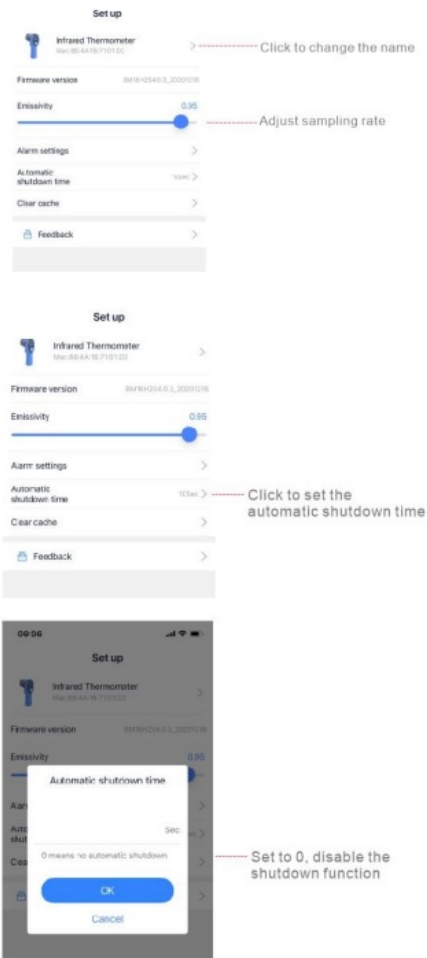 Set up
Infrared Thermometer
Click to change the name
Firmware version
Emissivity 0.95
Adjust sampling rate
Alarm settings
Automatic
shutdown time
Clear cache
Feedback
Set up
Infrared Thermometer
Firmware version
Emissivity 0.95
Alarm settings
Automatic
shutdown time
Click to set the
automatic shutdown time
Clear cache
Feedback
09:06
Set up
Infrared Thermometer
Firmware version
Emissivity 0.95
Automatic shutdown time
Sec
0 means no automatic shutdown
Set to 0, disable the
shutdown function
OK
Cancel